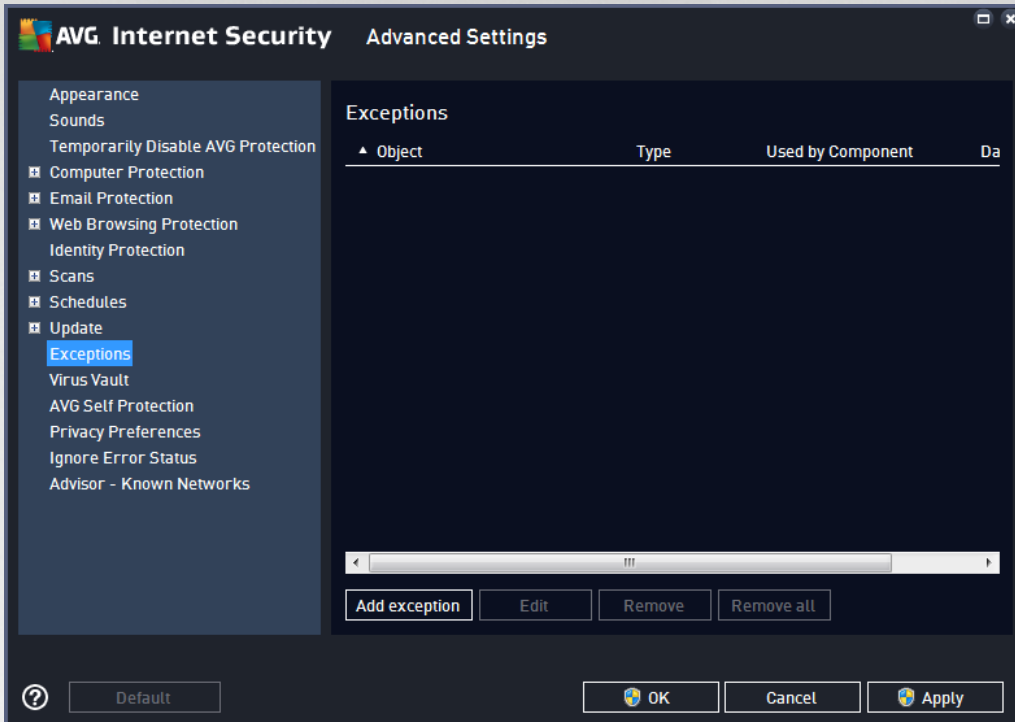 AVG Internet Security Advanced Settings
Appearance
Sounds
Temporarily Disable AVG Protection
Computer Protection
Email Protection
Web Browsing Protection
Identity Protection
Scans
Schedules
Update
Exceptions
Virus Vault
AVG Self Protection
Privacy Preferences
Ignore Error Status
Advisor - Known Networks
Exceptions
Object Type Used by Component Da
Add exception Edit Remove Remove all
Default OK Cancel Apply